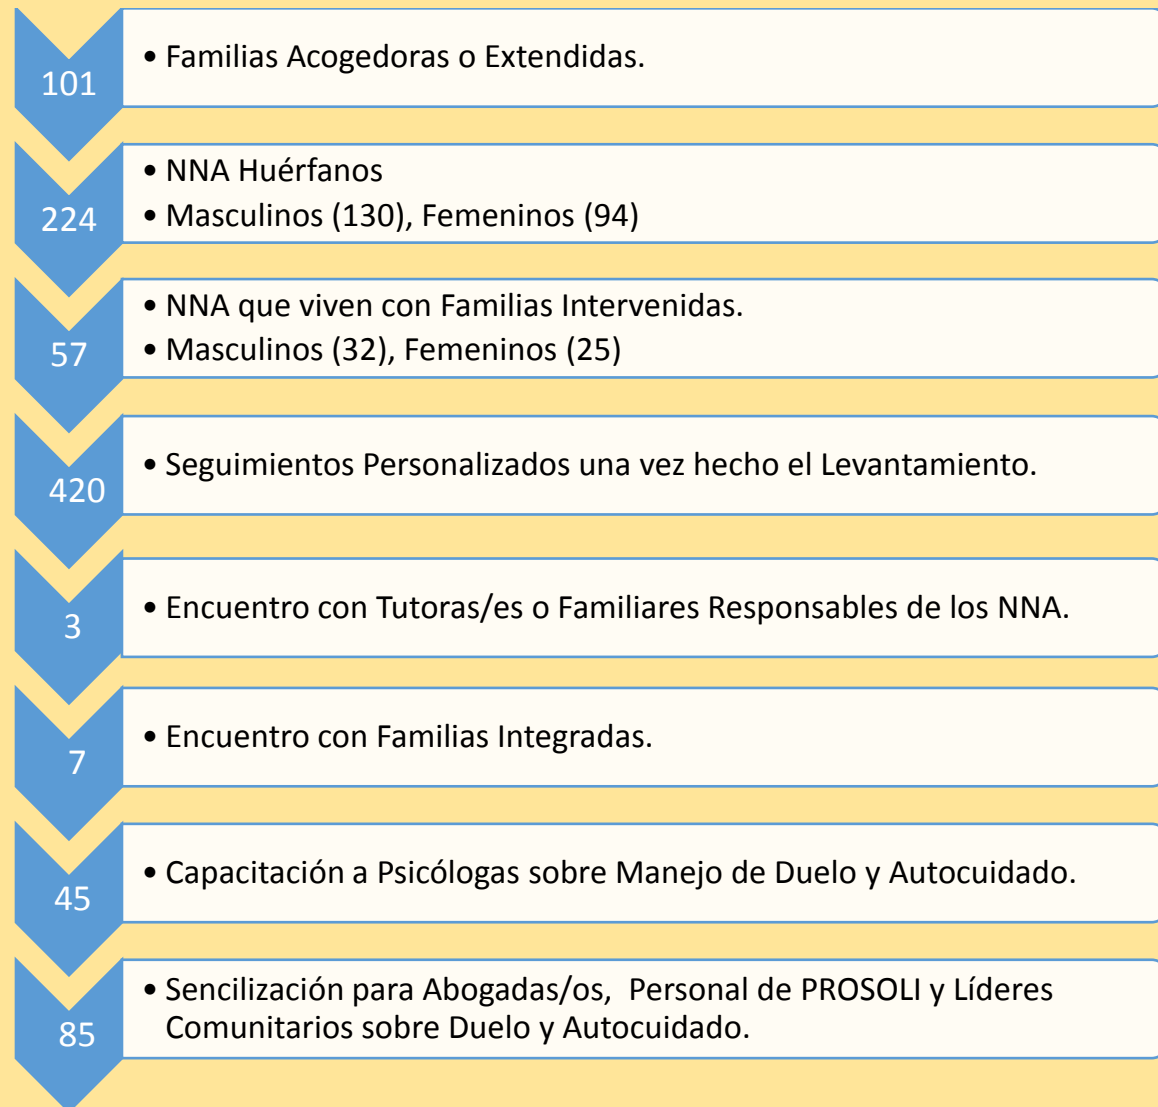 101
• Familias Acogedoras o Extendidas.
224
• NNA Huérfanos
• Masculinos (130), Femeninos (94)
57
• NNA que viven con Familias Intervenidas.
• Masculinos (32), Femeninos (25)
420
• Seguimientos Personalizados una vez hecho el Levantamiento.
3
• Encuentro con Tutoras/es o Familiares Responsables de los NNA.
7
• Encuentro con Familias Integradas.
45
• Capacitación a Psicólogas sobre Manejo de Duelo y Autocuidado.
85
• Sencilización para Abogadas/os, Personal de PROSOLI y Líderes
Comunitarios sobre Duelo y Autocuidado.